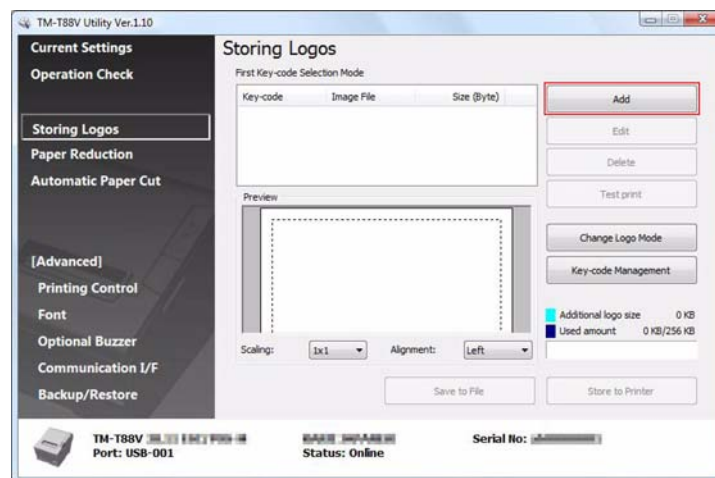 TM-T88V Utility Ver.1.10
Current Settings
Operation Check
Storing Logos
Paper Reduction
Automatic Paper Cut
[Advanced]
Printing Control
Font
Optional Buzzer
Communication I/F
Backup/Restore
Storing Logos
First Key-code Selection Mode
Key-code Image File Size (Byte)
Preview
Scaling: 1x1 Alignment: Left
Save to File
Add
Edit
Delete
Test print
Change Logo Mode
Key-code Management
Additional logo size 0 KB
Used amount 0 KB/256 KB
Store to Printer
TM-T88V
Port: USB-001
Status: Online
Serial No: